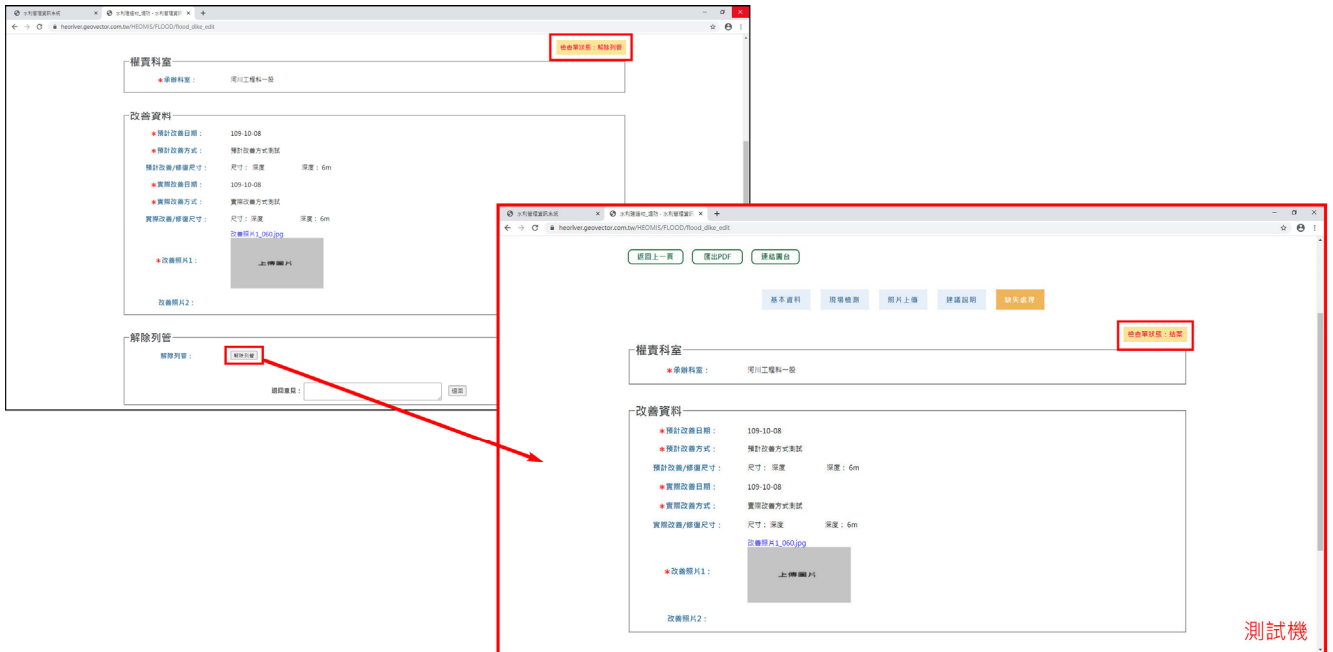 水利管理資訊系統
heoriver.geovector.com.tw/HEOMIS/FLOOD/flood_dike_edit
檢查單狀態：解除列管
權責科室
*承辦科室：
河川工程科一股
改善資料
*預計改善日期： 109-10-08
*預計改善方式： 預計改善方式測試
預計改善/修復尺寸： 尺寸： 深度 深度： 6m
*實際改善日期： 109-10-08
*實際改善方式： 實際改善方式測試
實際改善/修復尺寸： 尺寸： 深度 深度： 6m
改善照片1_060.jpg
*改善照片1： 上傳圖片
改善照片2：
解除列管
解除列管： 解除列管
退回意見： 退回
水利管理資訊系統
heoriver.geovector.com.tw/HEOMIS/FLOOD/flood_dike_edit
返回上一頁 匯出PDF 連結圖台
基本資料 現場檢測 照片上傳 建議說明 缺失處理
檢查單狀態：結案
權責科室
*承辦科室： 河川工程科一股
改善資料
*預計改善日期： 109-10-08
*預計改善方式： 預計改善方式測試
預計改善/修復尺寸： 尺寸： 深度 深度： 6m
*實際改善日期： 109-10-08
*實際改善方式： 實際改善方式測試
實際改善/修復尺寸： 尺寸： 深度 深度： 6m
改善照片1_060.jpg
*改善照片1： 上傳圖片
改善照片2：
測試機